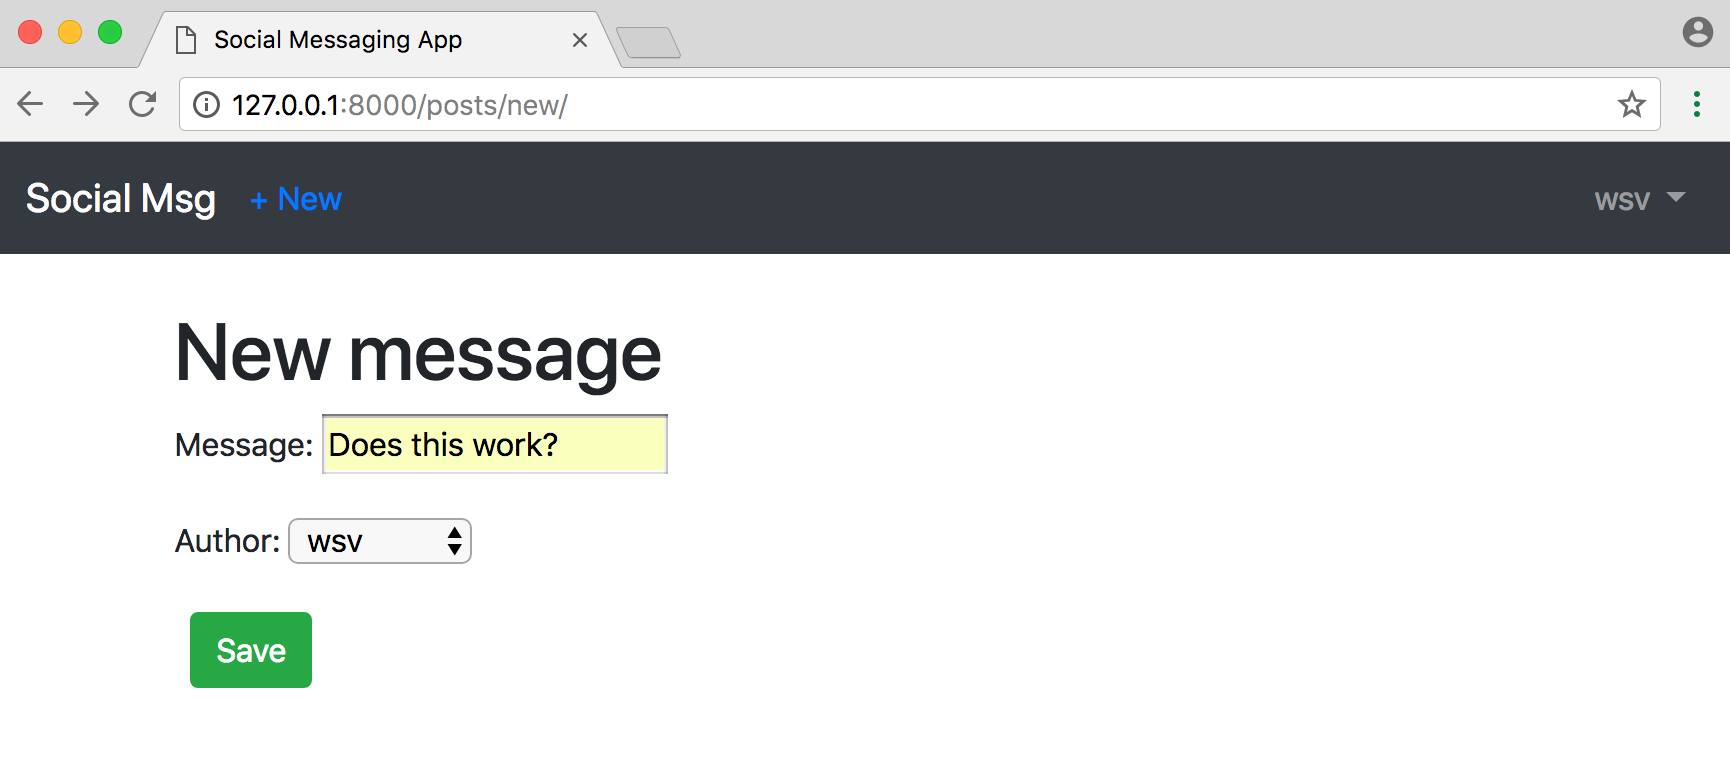 Social Messaging App
127.0.0.1:8000/posts/new/
Social Msg + New wsv
New message
Message: Does this work?
Author: wsv
Save